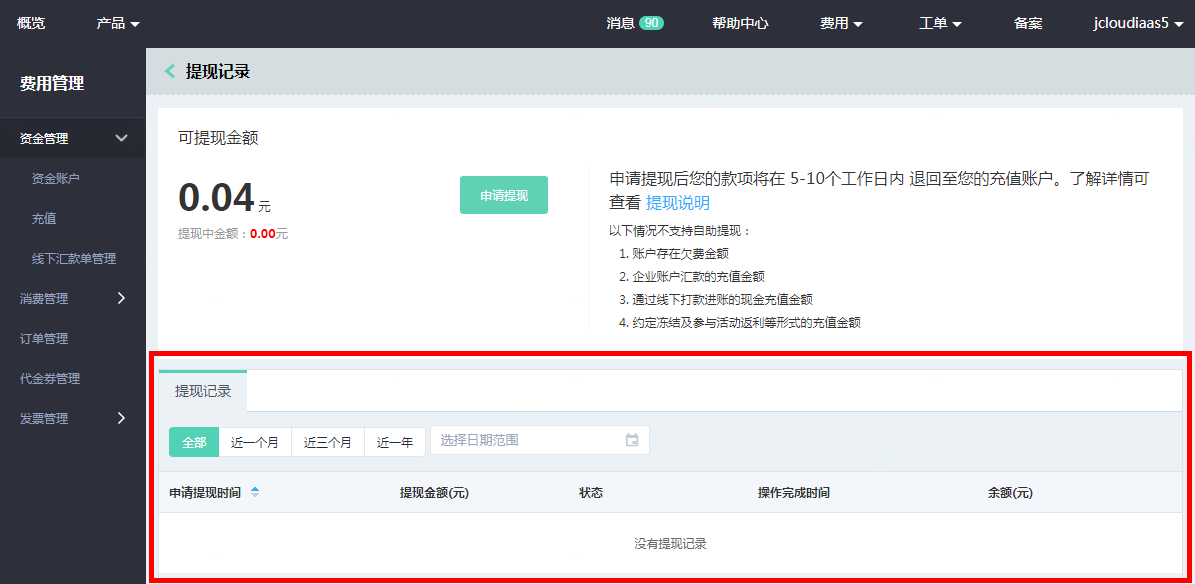 概览 产品 消息 90 帮助中心 费用 工单 备案 jcloudiaas5
费用管理
资金管理
资金账户
充值
线下汇款单管理
消费管理
订单管理
代金券管理
发票管理
提现记录
可提现金额
0.04 元
提现中金额：0.00元
申请提现
申请提现后您的款项将在 5-10个工作日内 退回至您的充值账户。了解详情可
查看 提现说明
以下情况不支持自助提现：
1. 账户存在欠费金额
2. 企业账户汇款的充值金额
3. 通过线下打款进账的现金充值金额
4. 约定冻结及参与活动返利等形式的充值金额
提现记录
全部 近一个月 近三个月 近一年 选择日期范围
申请提现时间 提现金额(元) 状态 操作完成时间 余额(元)
没有提现记录